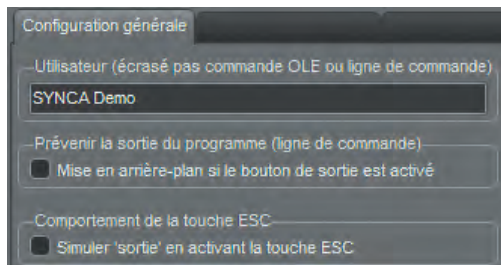 Configuration générale
Utilisateur (écrasé pas commande OLE ou ligne de commande)
SYNCA Demo
Prévenir la sortie du programme (ligne de commande)
Mise en arrière-plan si le bouton de sortie est activé
Comportement de la touche ESC
Simuler 'sortie' en activant la touche ESC